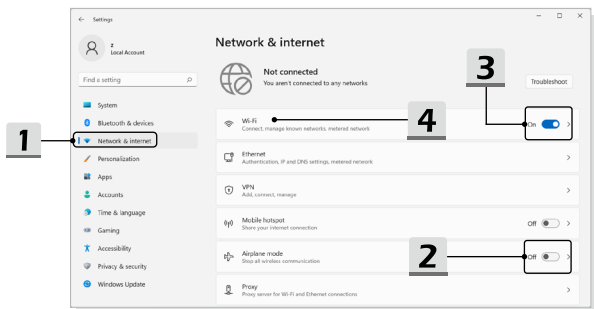 Settings
z
Local Account
Find a setting
System
Bluetooth & devices
Network & internet
Personalization
Apps
Accounts
Time & language
Gaming
Accessibility
Privacy & security
Windows Update
Network & internet
Not connected
You aren't connected to any networks
Troubleshoot
Wi-Fi
Connect, manage known networks, metered network
On
Ethernet
Authentication, IP and DNS settings, metered network
VPN
Add, connect, manage
Mobile hotspot
Share your internet connection
Off
Airplane mode
Stop all wireless communication
Off
Proxy
Proxy server for Wi-Fi and Ethernet connections
1
3
4
2